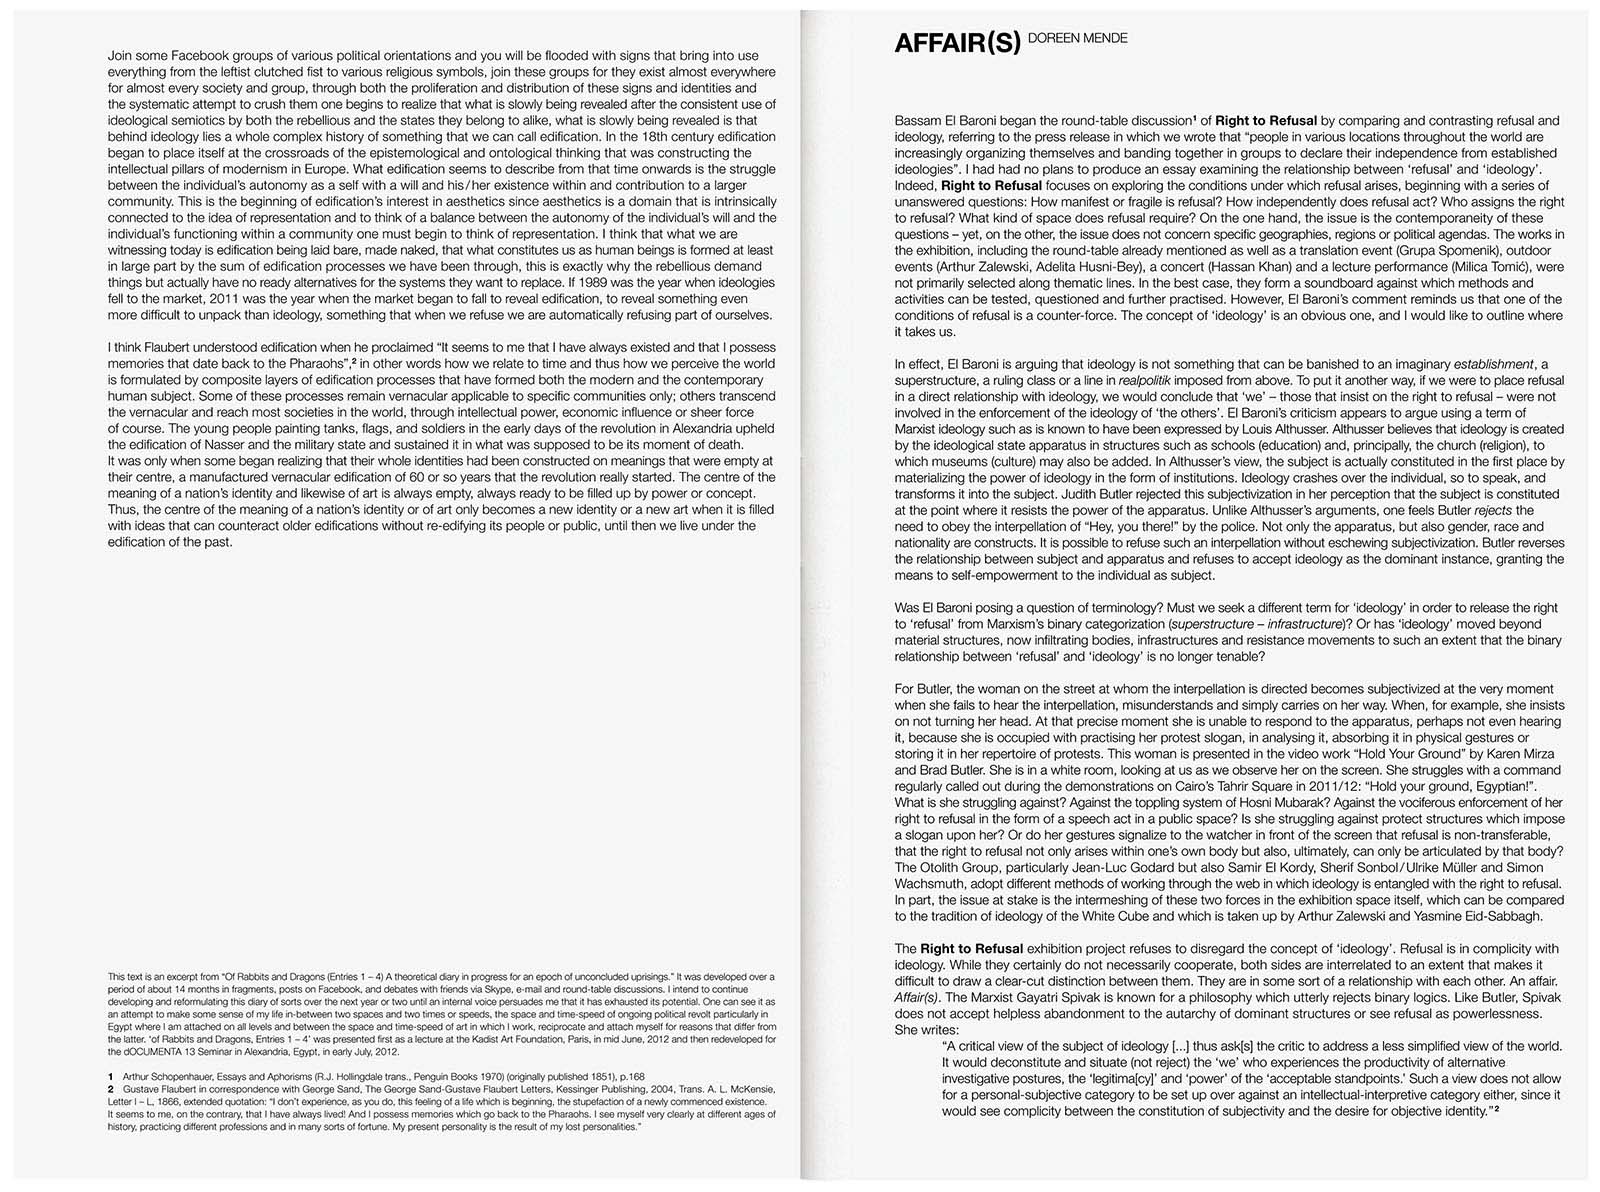 Join some Facebook groups of various political orientations and you will be flooded with signs that bring into use
everything from the leftist clutched fist to various religious symbols, join these groups for they exist almost everywhere
for almost every society and group, through both the proliferation and distribution of these signs and identities and
the systematic attempt to crush them one begins to realize that what is slowly being revealed after the consistent use of
ideological semiotics by both the rebellious and the states they belong to alike, what is slowly being revealed is that
behind ideology lies a whole complex history of something that we can call edification. In the 18th century edification
began to place itself at the crossroads of the epistemological and ontological thinking that was constructing the
intellectual pillars of modernism in Europe. What edification seems to describe from that time onwards is the struggle
between the individual's autonomy as a self with a will and his/her existence within and contribution to a larger
community. This is the beginning of edification's interest in aesthetics since aesthetics is a domain that is intrinsically
connected to the idea of representation and to think of a balance between the autonomy of the individual's will and the
individual's functioning within a community one must begin to think of representation. I think that what we are
witnessing today is edification being laid bare, made naked, that what constitutes us as human beings is formed at least
in large part by the sum of edification processes we have been through, this is exactly why the rebellious demand
things but actually have no ready alternatives for the systems they want to replace. If 1989 was the year when ideologies
fell to the market, 2011 was the year when the market began to fall to reveal edification, to reveal something even
more difficult to unpack than ideology, something that when we refuse we are automatically refusing part of ourselves.
I think Flaubert understood edification when he proclaimed “It seems to me that I have always existed and that I possess
memories that date back to the Pharaohs”,2 in other words how we relate to time and thus how we perceive the world
is formulated by composite layers of edification processes that have formed both the modern and the contemporary
human subject. Some of these processes remain vernacular applicable to specific communities only; others transcend
the vernacular and reach most societies in the world, through intellectual power, economic influence or sheer force
of course. The young people painting tanks, flags, and soldiers in the early days of the revolution in Alexandria upheld
the edification of Nasser and the military state and sustained it in what was supposed to be its moment of death.
It was only when some began realizing that their whole identities had been constructed on meanings that were empty at
their centre, a manufactured vernacular edification of 60 or so years that the revolution really started. The centre of the
meaning of a nation's identity and likewise of art is always empty, always ready to be filled up by power or concept.
Thus, the centre of the meaning of a nation's identity or of art only becomes a new identity or a new art when it is filled
with ideas that can counteract older edifications without re-edifying its people or public, until then we live under the
edification of the past.
This text is an excerpt from “Of Rabbits and Dragons (Entries 1 – 4) A theoretical diary in progress for an epoch of unconcluded uprisings.” It was developed over a
period of about 14 months in fragments, posts on Facebook, and debates with friends via Skype, e-mail and round-table discussions. I intend to continue
developing and reformulating this diary of sorts over the next year or two until an internal voice persuades me that it has exhausted its potential. One can see it as
an attempt to make some sense of my life in-between two spaces and two times or speeds, the space and time-speed of ongoing political revolt particularly in
Egypt where I am attached on all levels and between the space and time-speed of art in which I work, reciprocate and attach myself for reasons that differ from
the latter. ‘of Rabbits and Dragons, Entries 1 – 4’ was presented first as a lecture at the Kadist Art Foundation, Paris, in mid June, 2012 and then redeveloped for
the dOCUMENTA 13 Seminar in Alexandria, Egypt, in early July, 2012.
1 Arthur Schopenhauer, Essays and Aphorisms (R.J. Hollingdale trans., Penguin Books 1970) (originally published 1851), p.168
2 Gustave Flaubert in correspondence with George Sand, The George Sand-Gustave Flaubert Letters, Kessinger Publishing, 2004, Trans. A. L. McKensie,
Letter I – L, 1866, extended quotation: “I don't experience, as you do, this feeling of a life which is beginning, the stupefaction of a newly commenced existence.
It seems to me, on the contrary, that I have always lived! And I possess memories which go back to the Pharaohs. I see myself very clearly at different ages of
history, practicing different professions and in many sorts of fortune. My present personality is the result of my lost personalities.”
AFFAIR(S) DOREEN MENDE
Bassam El Baroni began the round-table discussion1 of Right to Refusal by comparing and contrasting refusal and
ideology, referring to the press release in which we wrote that “people in various locations throughout the world are
increasingly organizing themselves and banding together in groups to declare their independence from established
ideologies”. I had had no plans to produce an essay examining the relationship between ‘refusal’ and ‘ideology’.
Indeed, Right to Refusal focuses on exploring the conditions under which refusal arises, beginning with a series of
unanswered questions: How manifest or fragile is refusal? How independently does refusal act? Who assigns the right
to refusal? What kind of space does refusal require? On the one hand, the issue is the contemporaneity of these
questions – yet, on the other, the issue does not concern specific geographies, regions or political agendas. The works in
the exhibition, including the round-table already mentioned as well as a translation event (Grupa Spomenik), outdoor
events (Arthur Zalewski, Adelita Husni-Bey), a concert (Hassan Khan) and a lecture performance (Milica Tomić), were
not primarily selected along thematic lines. In the best case, they form a soundboard against which methods and
activities can be tested, questioned and further practised. However, El Baroni's comment reminds us that one of the
conditions of refusal is a counter-force. The concept of ‘ideology’ is an obvious one, and I would like to outline where
it takes us.
In effect, El Baroni is arguing that ideology is not something that can be banished to an imaginary establishment, a
superstructure, a ruling class or a line in realpolitik imposed from above. To put it another way, if we were to place refusal
in a direct relationship with ideology, we would conclude that ‘we’ – those that insist on the right to refusal – were not
involved in the enforcement of the ideology of ‘the others’. El Baroni's criticism appears to argue using a term of
Marxist ideology such as is known to have been expressed by Louis Althusser. Althusser believes that ideology is created
by the ideological state apparatus in structures such as schools (education) and, principally, the church (religion), to
which museums (culture) may also be added. In Althusser's view, the subject is actually constituted in the first place by
materializing the power of ideology in the form of institutions. Ideology crashes over the individual, so to speak, and
transforms it into the subject. Judith Butler rejected this subjectivization in her perception that the subject is constituted
at the point where it resists the power of the apparatus. Unlike Althusser's arguments, one feels Butler rejects the
need to obey the interpellation of “Hey, you there!” by the police. Not only the apparatus, but also gender, race and
nationality are constructs. It is possible to refuse such an interpellation without eschewing subjectivization. Butler reverses
the relationship between subject and apparatus and refuses to accept ideology as the dominant instance, granting the
means to self-empowerment to the individual as subject.
Was El Baroni posing a question of terminology? Must we seek a different term for ‘ideology’ in order to release the right
to ‘refusal’ from Marxism's binary categorization (superstructure – infrastructure)? Or has ‘ideology’ moved beyond
material structures, now infiltrating bodies, infrastructures and resistance movements to such an extent that the binary
relationship between ‘refusal’ and ‘ideology’ is no longer tenable?
For Butler, the woman on the street at whom the interpellation is directed becomes subjectivized at the very moment
when she fails to hear the interpellation, misunderstands and simply carries on her way. When, for example, she insists
on not turning her head. At that precise moment she is unable to respond to the apparatus, perhaps not even hearing
it, because she is occupied with practising her protest slogan, in analysing it, absorbing it in physical gestures or
storing it in her repertoire of protests. This woman is presented in the video work “Hold Your Ground” by Karen Mirza
and Brad Butler. She is in a white room, looking at us as we observe her on the screen. She struggles with a command
regularly called out during the demonstrations on Cairo's Tahrir Square in 2011/12: “Hold your ground, Egyptian!”.
What is she struggling against? Against the toppling system of Hosni Mubarak? Against the vociferous enforcement of her
right to refusal in the form of a speech act in a public space? Is she struggling against protect structures which impose
a slogan upon her? Or do her gestures signalize to the watcher in front of the screen that refusal is non-transferable,
that the right to refusal not only arises within one's own body but also, ultimately, can only be articulated by that body?
The Otolith Group, particularly Jean-Luc Godard but also Samir El Kordy, Sherif Sonbol/Ulrike Müller and Simon
Wachsmuth, adopt different methods of working through the web in which ideology is entangled with the right to refusal.
In part, the issue at stake is the intermeshing of these two forces in the exhibition space itself, which can be compared
to the tradition of ideology of the White Cube and which is taken up by Arthur Zalewski and Yasmine Eid-Sabbagh.
The Right to Refusal exhibition project refuses to disregard the concept of ‘ideology’. Refusal is in complicity with
ideology. While they certainly do not necessarily cooperate, both sides are interrelated to an extent that makes it
difficult to draw a clear-cut distinction between them. They are in some sort of a relationship with each other. An affair.
Affair(s). The Marxist Gayatri Spivak is known for a philosophy which utterly rejects binary logics. Like Butler, Spivak
does not accept helpless abandonment to the autarchy of dominant structures or see refusal as powerlessness.
She writes:
“A critical view of the subject of ideology [...] thus ask[s] the critic to address a less simplified view of the world.
It would deconstruct and situate (not reject) the ‘we’ who experiences the productivity of alternative
investigative postures, the ‘legitima[cy]’ and ‘power’ of the ‘acceptable standpoints.’ Such a view does not allow
for a personal-subjective category to be set up over against an intellectual-interpretive category either, since it
would see complicity between the constitution of subjectivity and the desire for objective identity.”2